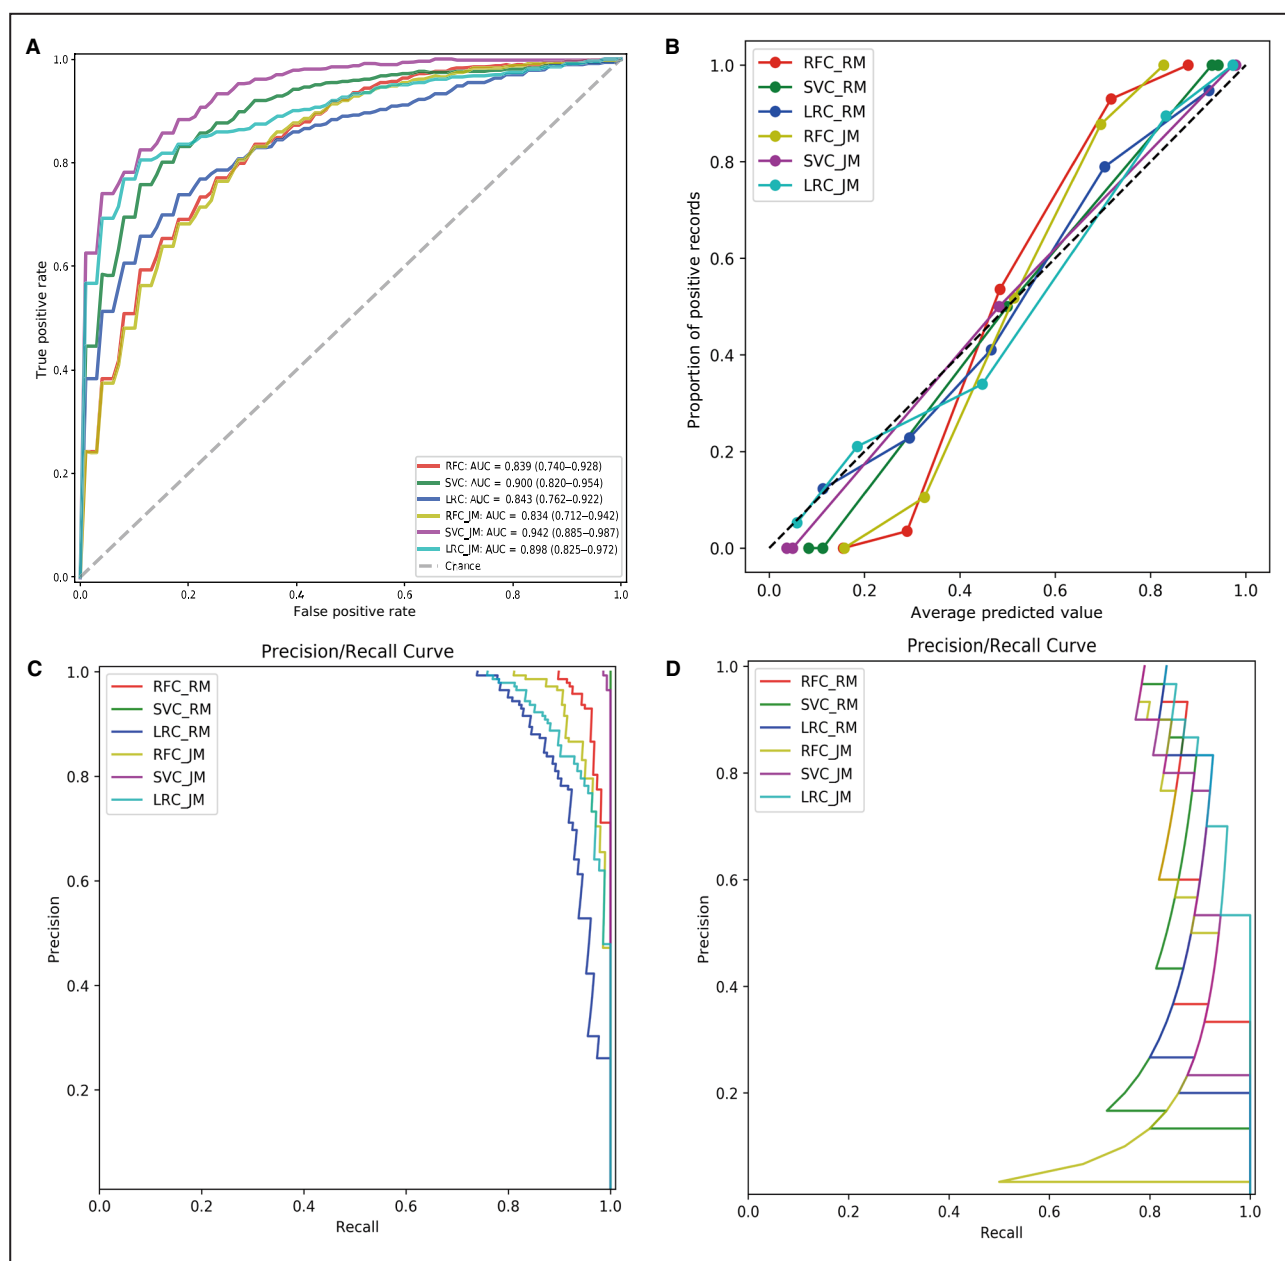 A
1.0
0.8
0.6
0.4
0.2
0.0
True positive rate
0.0 0.2 0.4 0.6 0.8 1.0
False positive rate
RFC: AUC = 0.839 (0.740–0.928)
SVC: AUC = 0.900 (0.820–0.954)
LRC: AUC = 0.843 (0.762–0.922)
RFC_JM: AUC = 0.834 (0.712–0.942)
SVC_JM: AUC = 0.942 (0.885–0.987)
LRC_JM: AUC = 0.898 (0.825–0.972)
Chance
B
RFC_RM
SVC_RM
LRC_RM
RFC_JM
SVC_JM
LRC_JM
1.0
0.8
0.6
0.4
0.2
0.0
Proportion of positive records
0.0 0.2 0.4 0.6 0.8 1.0
Average predicted value
C
Precision/Recall Curve
RFC_RM
SVC_RM
LRC_RM
RFC_JM
SVC_JM
LRC_JM
1.0
0.8
0.6
0.4
0.2
Precision
0.0 0.2 0.4 0.6 0.8 1.0
Recall
D
Precision/Recall Curve
RFC_RM
SVC_RM
LRC_RM
RFC_JM
SVC_JM
LRC_JM
1.0
0.8
0.6
0.4
0.2
Precision
0.0 0.2 0.4 0.6 0.8 1.0
Recall